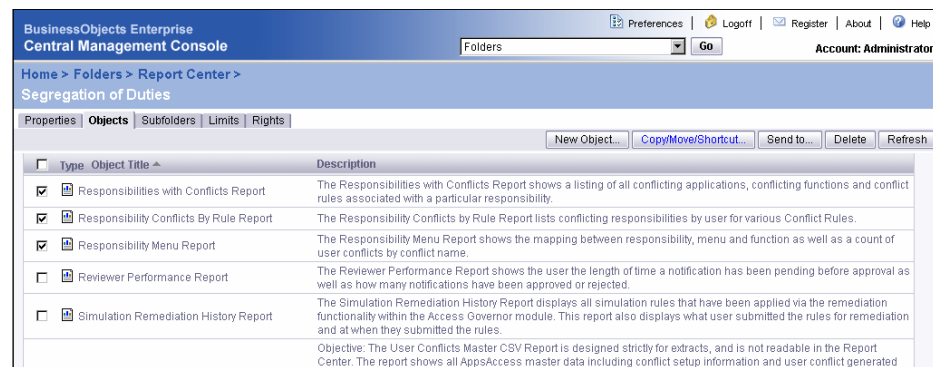 BusinessObjects Enterprise
Central Management Console
Preferences | Logoff | Register | About | Help
Folders
Go
Account: Administrator
Home > Folders > Report Center >
Segregation of Duties
Properties | Objects | Subfolders | Limits | Rights
New Object... Copy/Move/Shortcut... Send to... Delete Refresh
Type Object Title Description
Responsibilities with Conflicts Report
The Responsibilities with Conflicts Report shows a listing of all conflicting applications, conflicting functions and conflict
rules associated with a particular responsibility.
Responsibility Conflicts By Rule Report
The Responsibility Conflicts by Rule Report lists conflicting responsibilities by user for various Conflict Rules.
Responsibility Menu Report
The Responsibility Menu Report shows the mapping between responsibility, menu and function as well as a count of
user conflicts by conflict name.
Reviewer Performance Report
The Reviewer Performance Report shows the user the length of time a notification has been pending before approval as
well as how many notifications have been approved or rejected.
Simulation Remediation History Report
The Simulation Remediation History Report displays all simulation rules that have been applied via the remediation
functionality within the Access Governor module. This report also displays what user submitted the rules for remediation
and at when they submitted the rules.
Objective: The User Conflicts Master CSV Report is designed strictly for extracts, and is not readable in the Report
Center. The report shows all AppsAccess master data including conflict setup information and user conflict generated